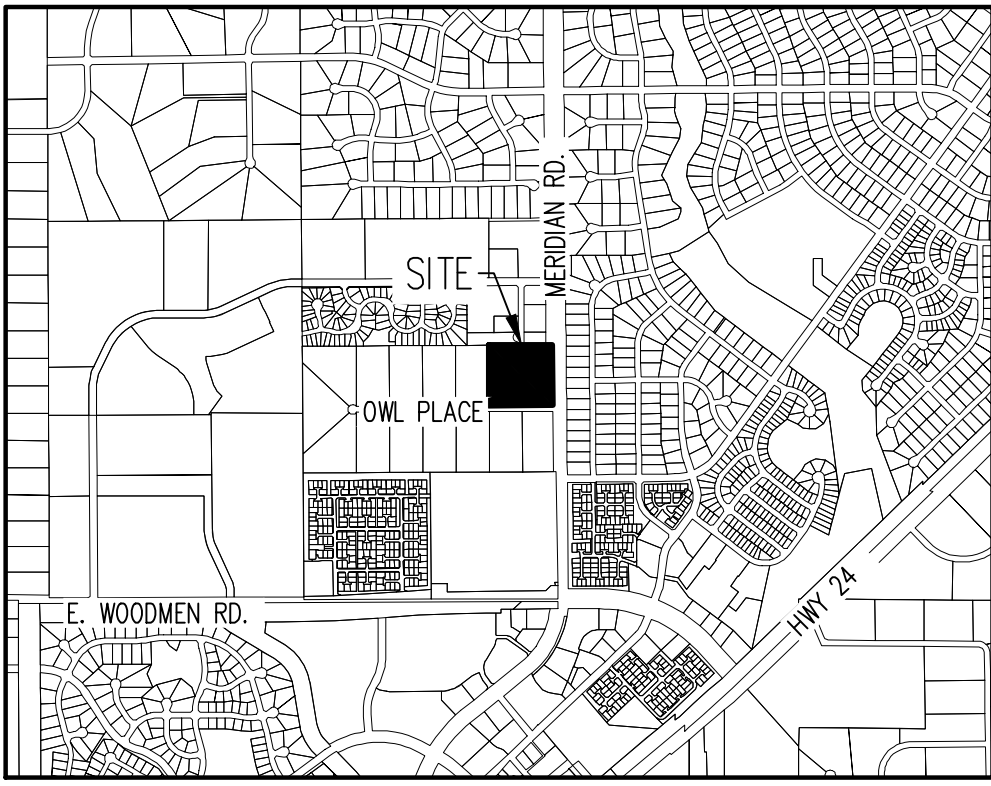 MERIDIAN RD.
SITE
OWL PLACE
HWY 24
E. WOODMEN RD.